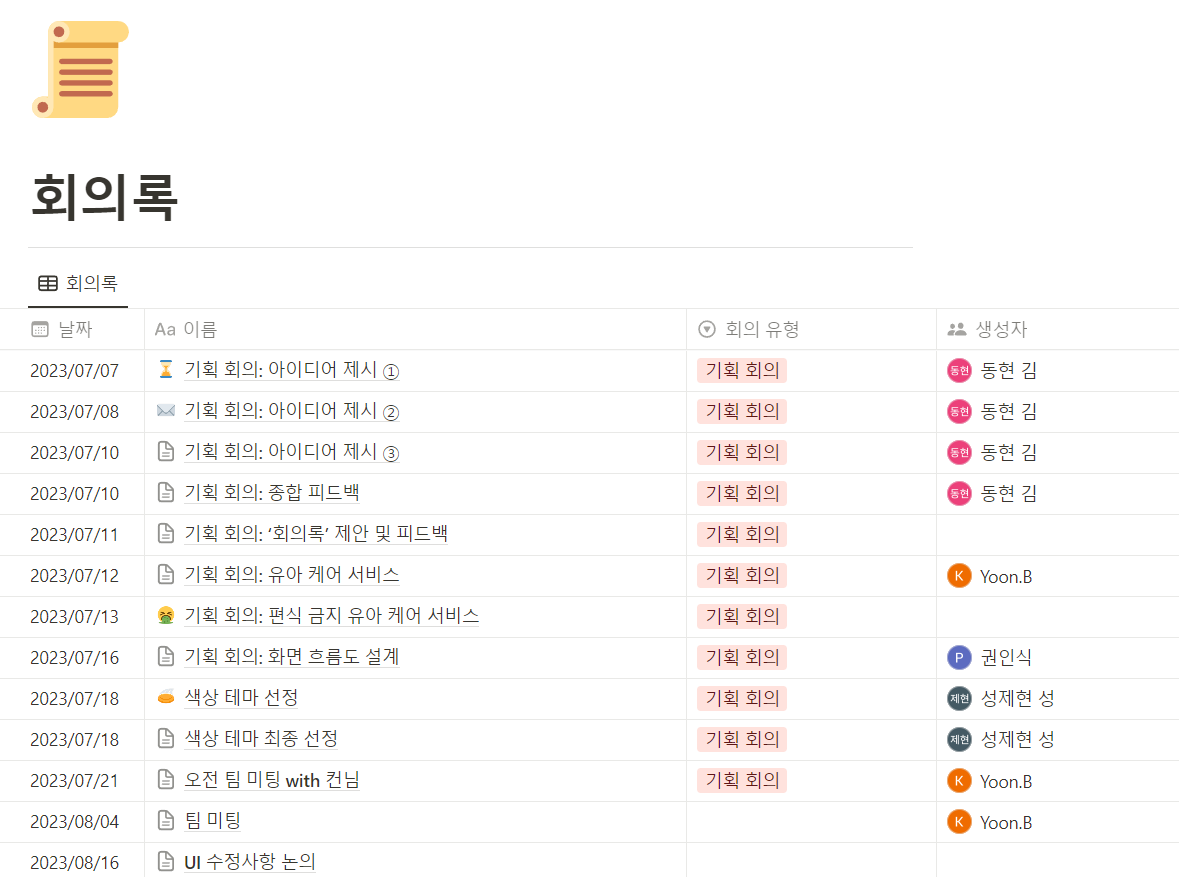 회의록
회의록
날짜 Aa 이름 회의 유형 생성자
2023/07/07 기획 회의: 아이디어 제시 ① 기획 회의 동현 동현 김
2023/07/08 기획 회의: 아이디어 제시 ② 기획 회의 동현 동현 김
2023/07/10 기획 회의: 아이디어 제시 ③ 기획 회의 동현 동현 김
2023/07/10 기획 회의: 종합 피드백 기획 회의 동현 동현 김
2023/07/11 기획 회의: ‘회의록’ 제안 및 피드백 기획 회의
2023/07/12 기획 회의: 유아 케어 서비스 기획 회의 K Yoon.B
2023/07/13 기획 회의: 편식 금지 유아 케어 서비스 기획 회의
2023/07/16 기획 회의: 화면 흐름도 설계 기획 회의 P 권인식
2023/07/18 색상 테마 선정 기획 회의 제현 성제현 성
2023/07/18 색상 테마 최종 선정 기획 회의 제현 성제현 성
2023/07/21 오전 팀 미팅 with 컨님 기획 회의 K Yoon.B
2023/08/04 팀 미팅 K Yoon.B
2023/08/16 UI 수정사항 논의